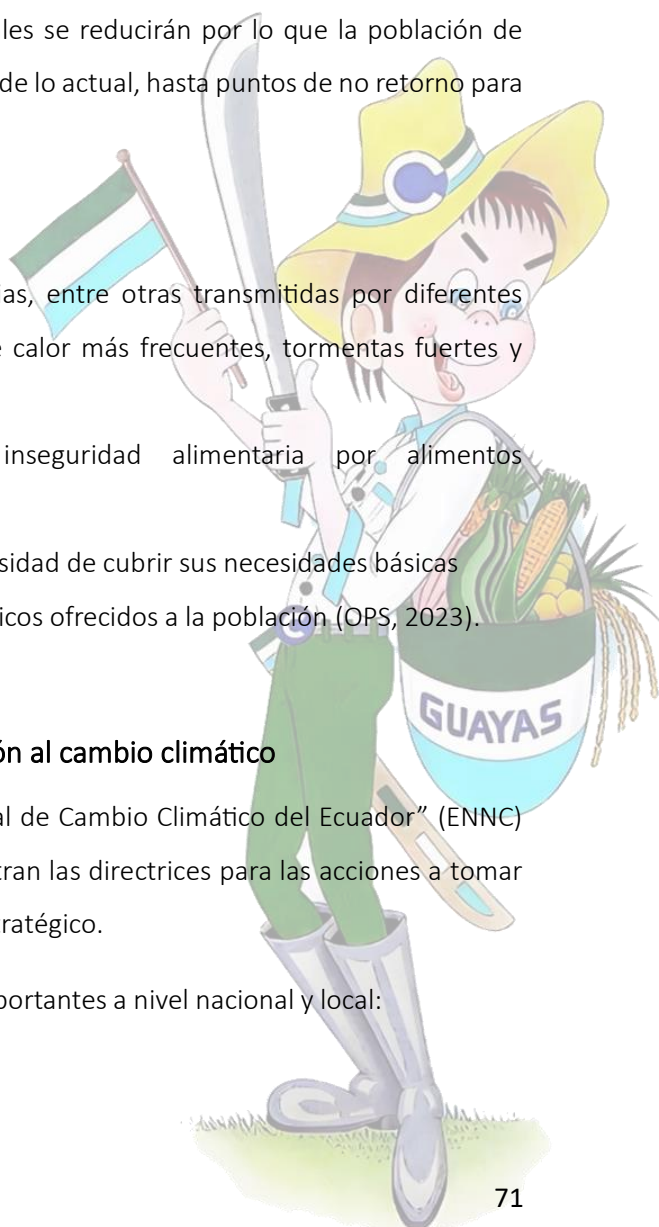 les se reducirán por lo que la población de
de lo actual, hasta puntos de no retorno para
ias, entre otras transmitidas por diferentes
calor más frecuentes, tormentas fuertes y
inseguridad alimentaria por alimentos
sidad de cubrir sus necesidades básicas
icos ofrecidos a la población (OPS, 2023).
GUAYAS
ón al cambio climático
al de Cambio Climático del Ecuador” (ENNC)
tran las directrices para las acciones a tomar
tratégico.
portantes a nivel nacional y local:
71